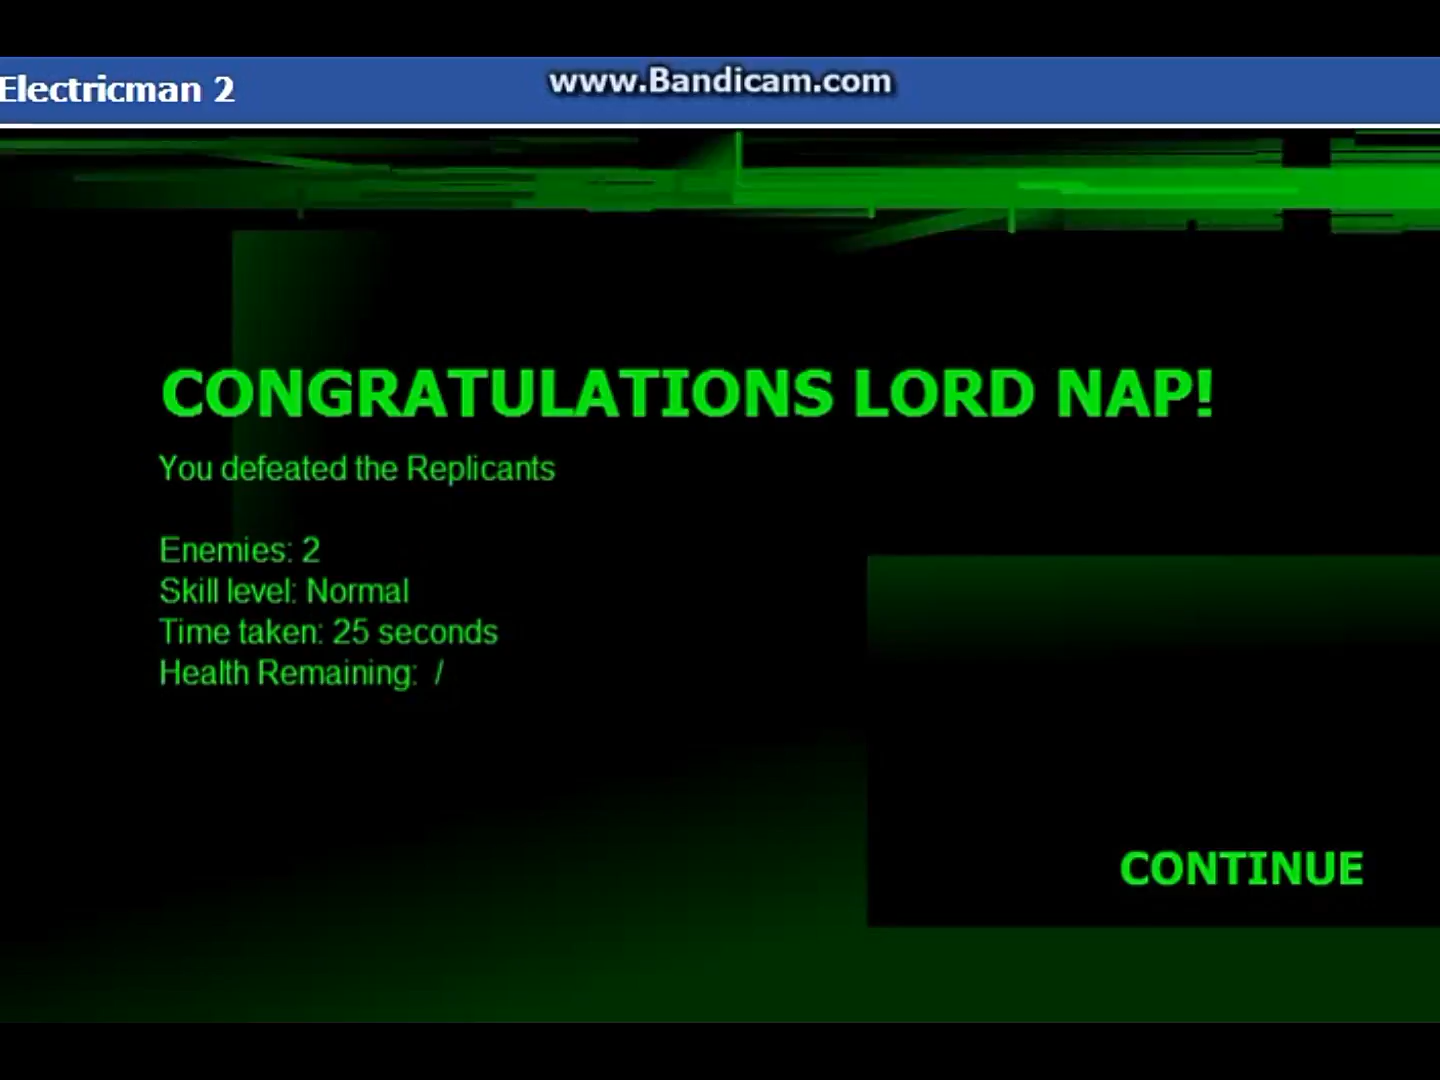 Electricman 2
www.Bandicam.com
CONGRATULATIONS LORD NAP!
You defeated the Replicants
Enemies: 2
Skill level: Normal
Time taken: 25 seconds
Health Remaining:  /
CONTINUE